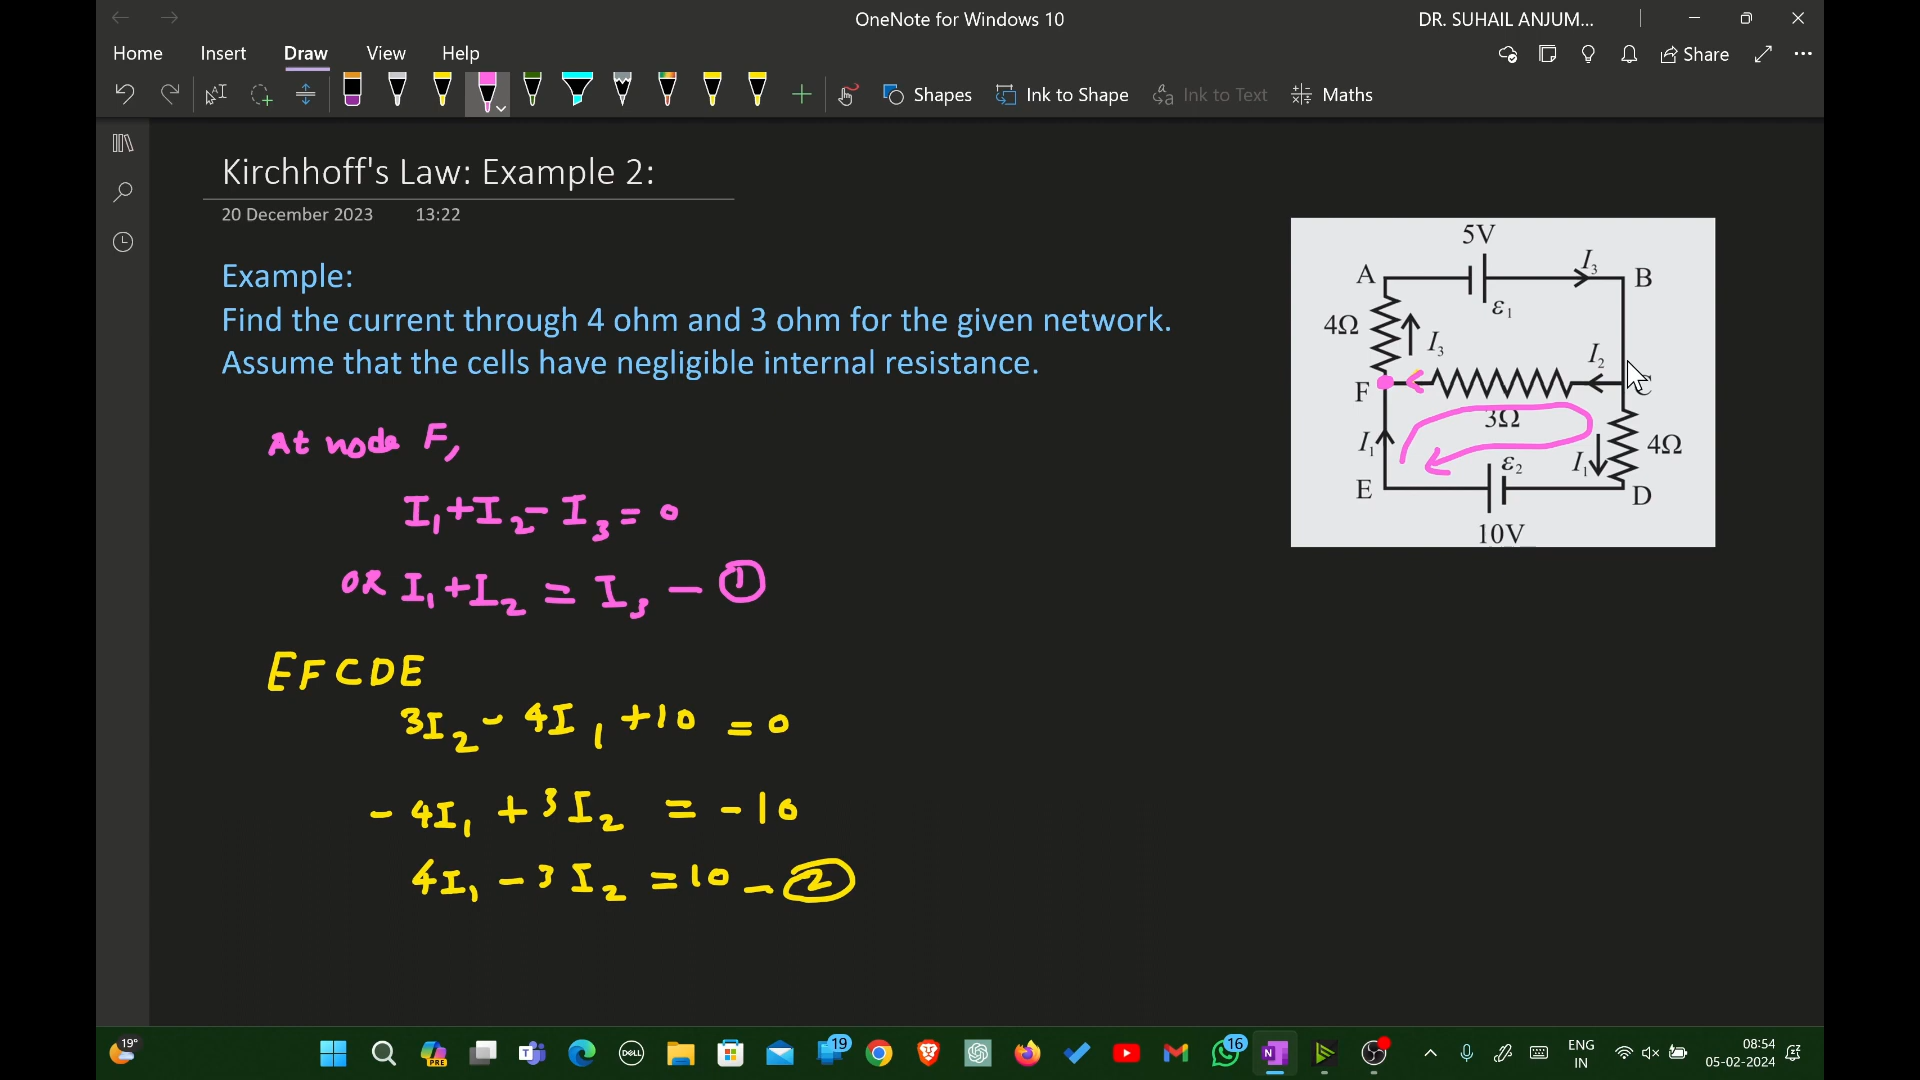 OneNote for Windows 10
DR. SUHAIL ANJUM...
Home Insert Draw View Help
Share
Shapes Ink to Shape Ink to Text Maths
Kirchhoff's Law: Example 2:
20 December 2023 13:22
Example:
Find the current through 4 ohm and 3 ohm for the given network.
Assume that the cells have negligible internal resistance.
At node F,
I₁+I₂-I₃=0
OR I₁+I₂=I₃-①
EFCDE
3I₂-4I₁+10=0
-4I₁+3I₂=-10
4I₁-3I₂=10-②
5V
A I₃ B
ε₁
4Ω I₃
I₂
F C
3Ω
I₁ ε₂ I₁ 4Ω
E D
10V
19°
PRE
DELL
19
16
ENG
IN
08:54
05-02-2024